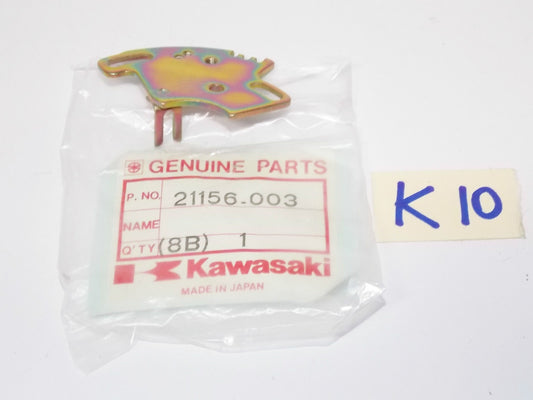 GENUINE PARTS
P. NO. 21156-003
NAME
Q'TY (8B) 1
Kawasaki
MADE IN JAPAN
K 10